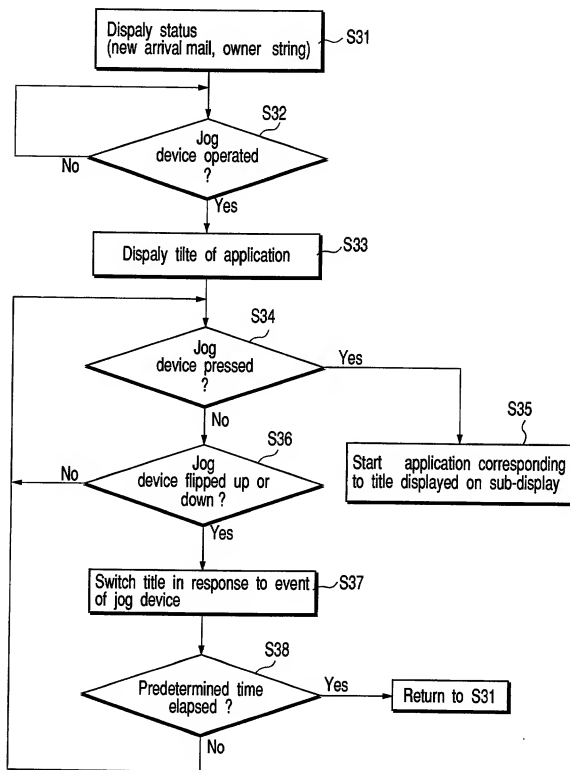 Dispaly status
(new arrival mail, owner string)
S31
S32
Jog
device operated
?
No
Yes
Dispaly tilte of application
S33
S34
Jog
device pressed
?
Yes
No
S35
Start application corresponding
to title displayed on sub-display
S36
Jog
device flipped up or
down ?
No
Yes
Switch title in response to event
of jog device
S37
S38
Predetermined time
elapsed ?
Yes
Return to S31
No